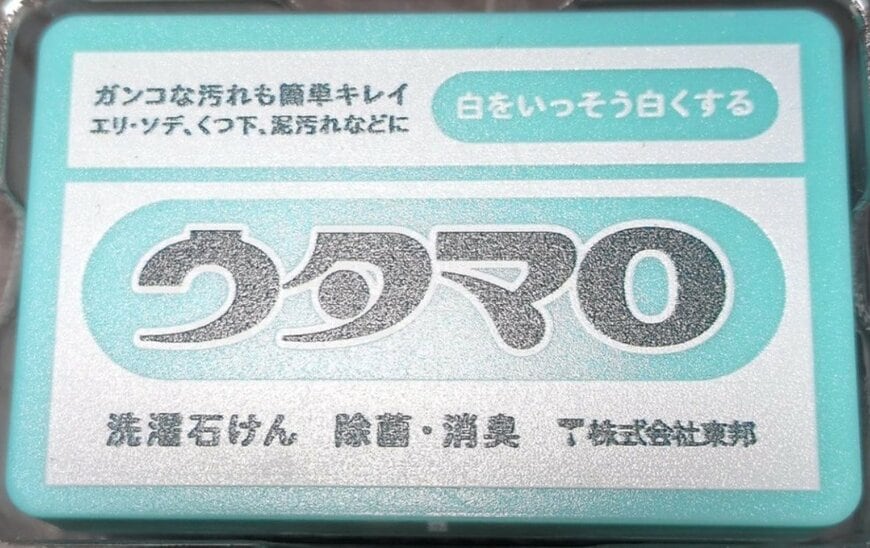 ガンコな汚れも簡単キレイ
エリ・ソデ、くつ下、泥汚れなどに
白をいっそう白くする
ウタマロ
洗濯石けん 除菌・消臭 株式会社東邦